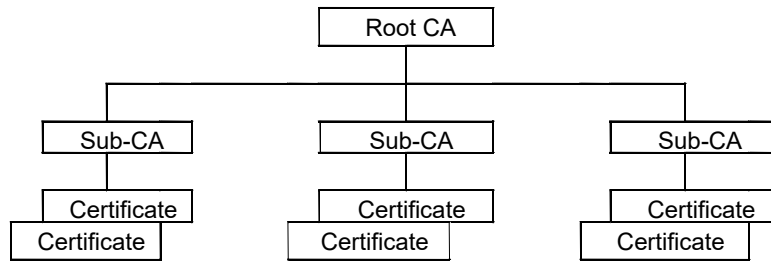 Root CA
Sub-CA
Sub-CA
Sub-CA
Certificate
Certificate
Certificate
Certificate
Certificate
Certificate